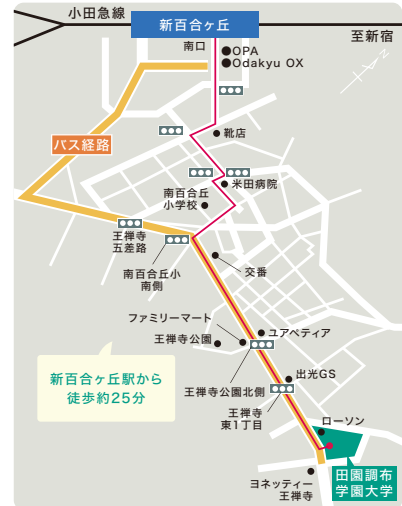 小田急線
新百合ヶ丘
至新宿
南口
OPA
Odakyu OX
N
靴店
バス経路
米田病院
南百合丘
小学校
王禅寺
五差路
南百合丘小
南側
交番
ファミリーマート
ユアペティア
王禅寺公園
出光GS
新百合ヶ丘駅から
徒歩約25分
王禅寺公園北側
王禅寺
東1丁目
ローソン
田園調布
学園大学
ヨネッティー
王禅寺